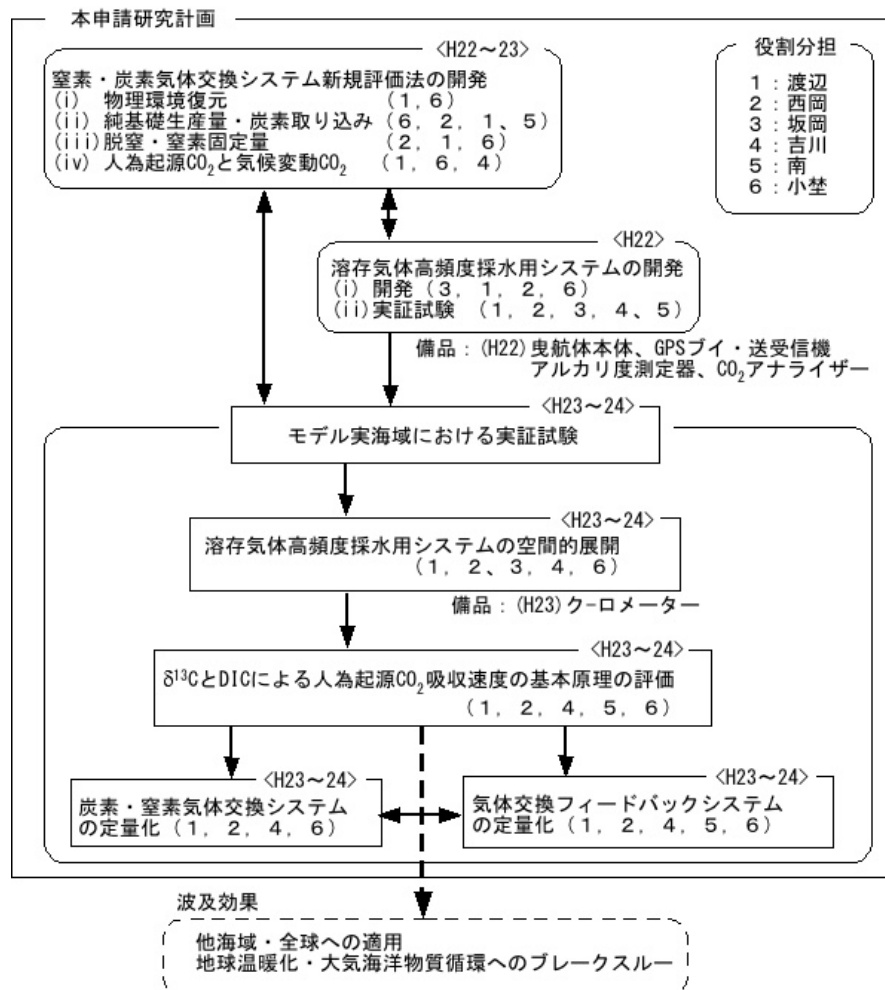 本申請研究計画
<H22～23>
窒素・炭素気体交換システム新規評価法の開発
(i) 物理環境復元 (１，６)
(ii) 純基礎生産量・炭素取り込み (６，２，１、５)
(iii)脱窒・窒素固定量 (２，１，６)
(iv) 人為起源CO₂と気候変動CO₂ (１，６，４)
役割分担
１：渡辺
２：西岡
３：坂岡
４：吉川
５：南
６：小埜
<H22>
溶存気体高頻度採水用システムの開発
(i) 開発 (３，１，２，６)
(ii)実証試験 (１，２，３，４、５)
備品：(H22)曳航体本体、GPSブイ・送受信機
アルカリ度測定器、CO₂アナライザー
<H23～24>
モデル実海域における実証試験
<H23～24>
溶存気体高頻度採水用システムの空間的展開
(１，２、３，４，６)
備品：(H23)ク-ロメーター
<H23～24>
δ¹³CとDICによる人為起源CO₂吸収速度の基本原理の評価
(１，２，４，５，６)
<H23～24>
炭素・窒素気体交換システム
の定量化 (１，２，４，６)
<H23～24>
気体交換フィードバックシステム
の定量化 (１，２，４，５，６)
波及効果
他海域・全球への適用
地球温暖化・大気海洋物質循環へのブレークスルー